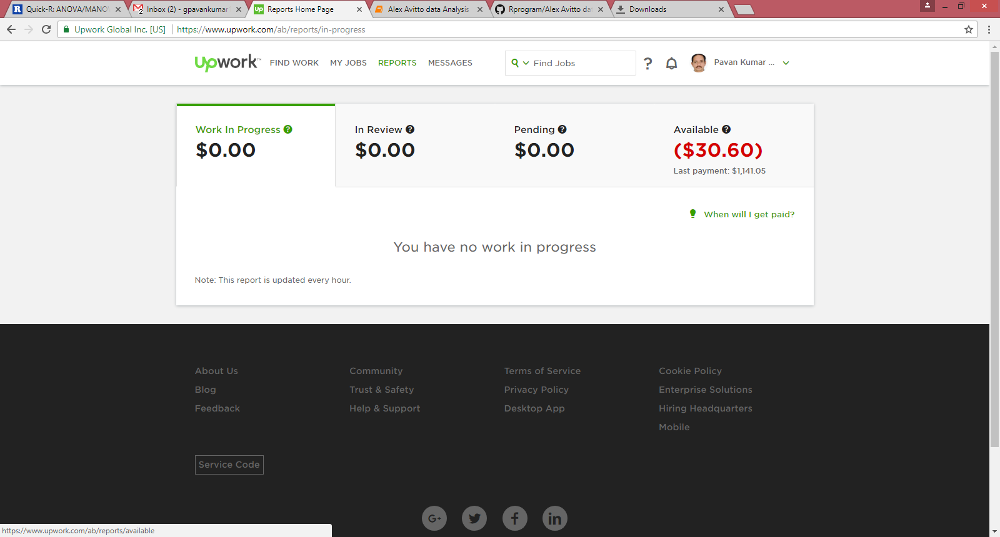 Quick-R: ANOVA/MANO
Inbox (2) - gpavankumar
Reports Home Page
Alex Avitto data Analysis
Rprogram/Alex Avitto da
Downloads
Upwork Global Inc. [US]
https://www.upwork.com/ab/reports/in-progress
Upwork™
FIND WORK
MY JOBS
REPORTS
MESSAGES
Find Jobs
?
Pavan Kumar ...
Work In Progress ?
$0.00
In Review ?
$0.00
Pending ?
$0.00
Available ?
($30.60)
Last payment: $1,141.05
When will I get paid?
You have no work in progress
Note: This report is updated every hour.
About Us
Community
Terms of Service
Cookie Policy
Blog
Trust & Safety
Privacy Policy
Enterprise Solutions
Feedback
Help & Support
Desktop App
Hiring Headquarters
Mobile
Service Code
G+
f
in
https://www.upwork.com/ab/reports/available